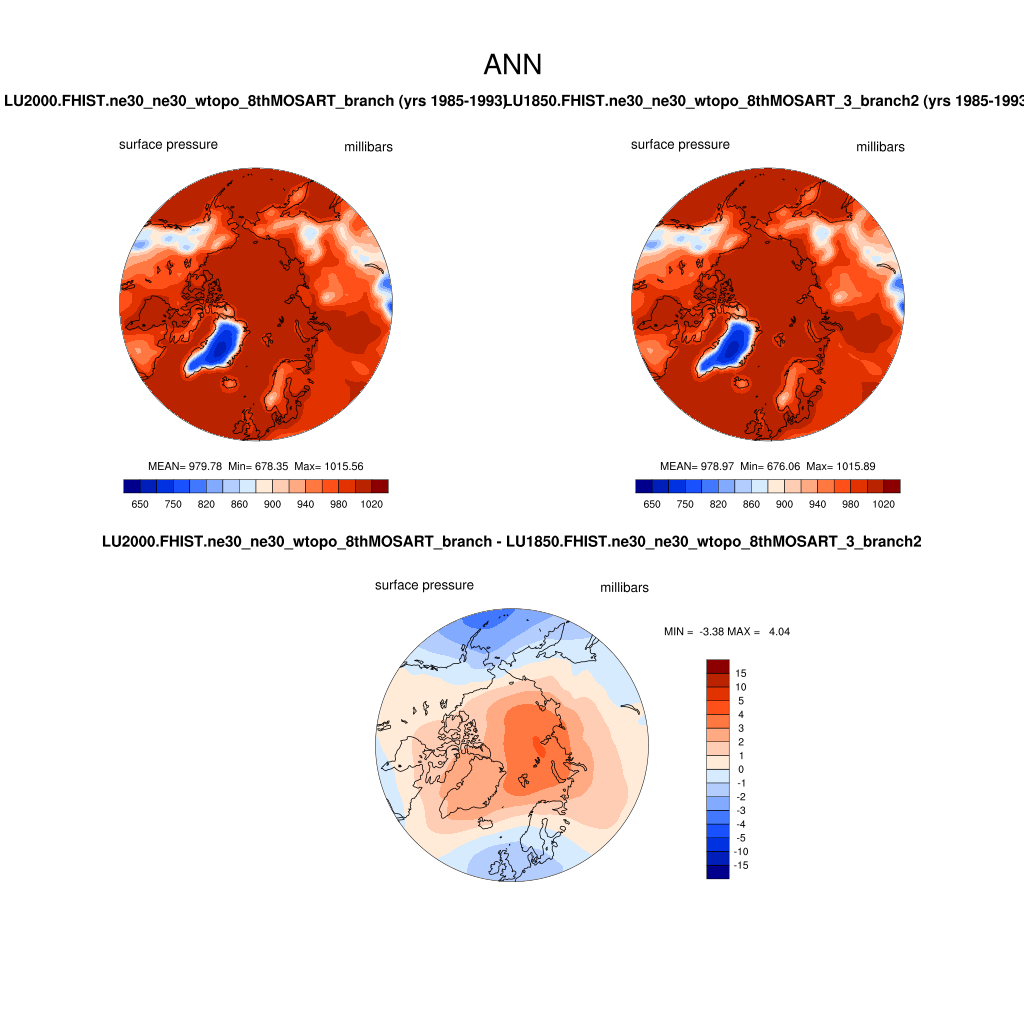 ANN
LU2000.FHIST.ne30_ne30_wtopo_8thMOSART_branch (yrs 1985-1993)
LU1850.FHIST.ne30_ne30_wtopo_8thMOSART_3_branch2 (yrs 1985-1993
surface pressure
millibars
surface pressure
millibars
MEAN= 979.78 Min= 678.35 Max= 1015.56
650 750 820 860 900 940 980 1020
MEAN= 978.97 Min= 676.06 Max= 1015.89
650 750 820 860 900 940 980 1020
LU2000.FHIST.ne30_ne30_wtopo_8thMOSART_branch - LU1850.FHIST.ne30_ne30_wtopo_8thMOSART_3_branch2
surface pressure
millibars
MIN = -3.38 MAX = 4.04
15
10
5
4
3
2
1
0
-1
-2
-3
-4
-5
-10
-15